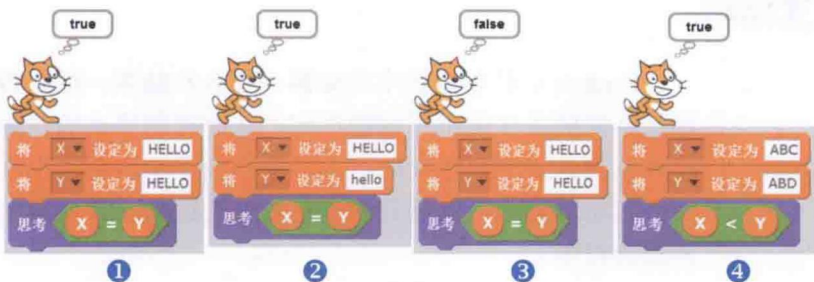 true true false true
将 X 设定为 HELLO 将 X 设定为 HELLO 将 X 设定为 HELLO 将 X 设定为 ABC
将 Y 设定为 HELLO 将 Y 设定为 hello 将 Y 设定为  HELLO 将 Y 设定为 ABD
思考 X = Y 思考 X = Y 思考 X = Y 思考 X < Y
❶ ❷ ❸ ❹